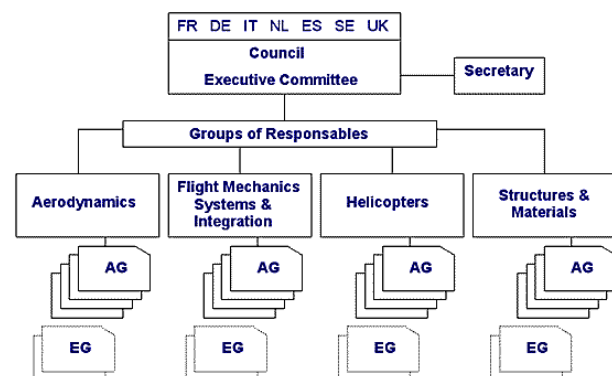 FR DE IT NL ES SE UK
Council
Executive Committee
Secretary
Groups of Responsables
Aerodynamics
Flight Mechanics
Systems &
Integration
Helicopters
Structures &
Materials
AG
AG
AG
AG
EG
EG
EG
EG